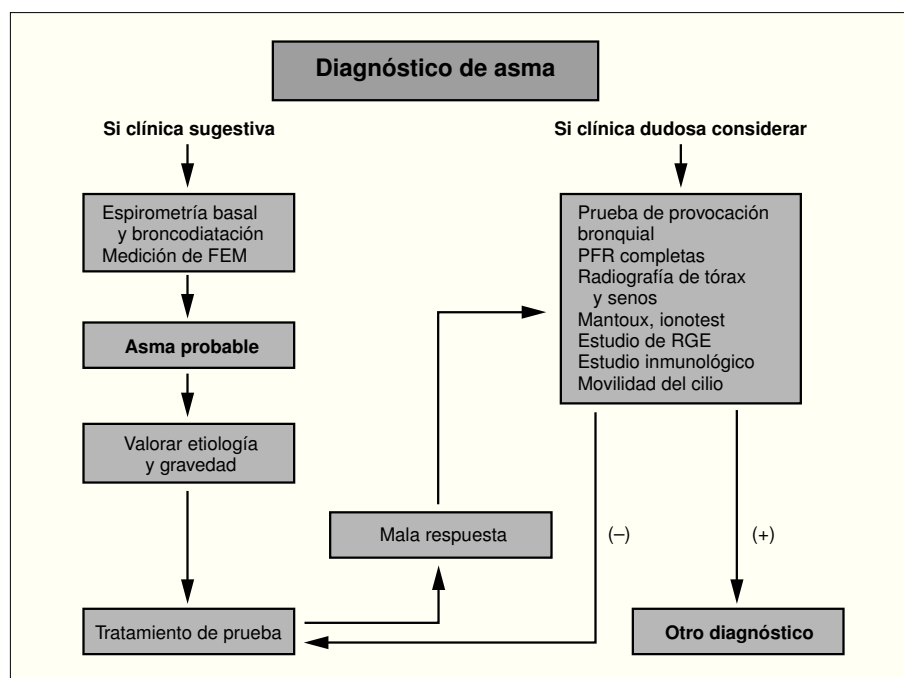 Diagnóstico de asma
Si clínica sugestiva
Espirometría basal
y broncodiatación
Medición de FEM
Asma probable
Valorar etiología
y gravedad
Tratamiento de prueba
Mala respuesta
Si clínica dudosa considerar
Prueba de provocación
bronquial
PFR completas
Radiografía de tórax
y senos
Mantoux, ionotest
Estudio de RGE
Estudio inmunológico
Movilidad del cilio
(–)
(+)
Otro diagnóstico